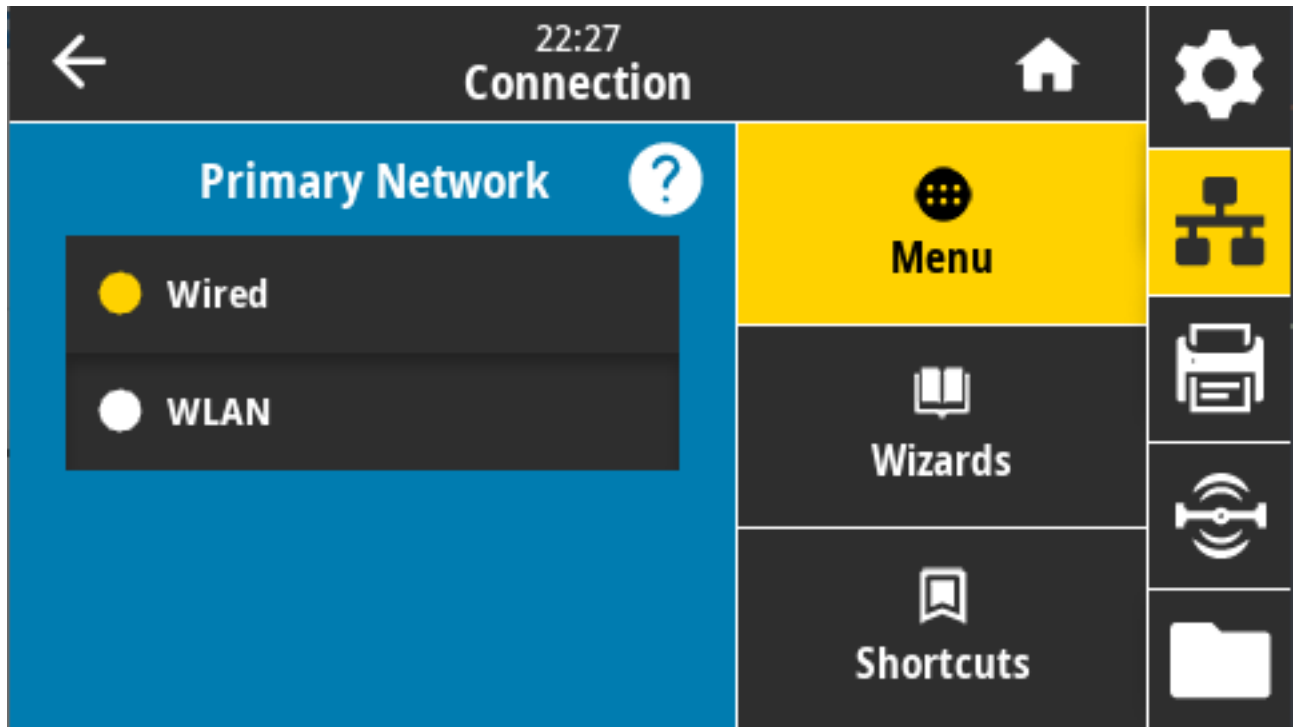 22:27
Connection
Primary Network
?
Wired
WLAN
Menu
Wizards
Shortcuts